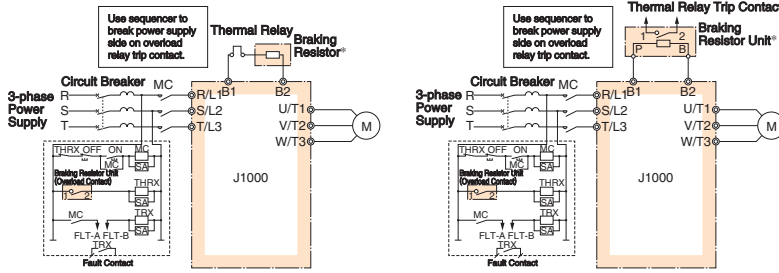 Use sequencer to
break power supply
side on overload
relay trip contact.
Thermal Relay
Braking
Resistor*
B1 B2
Circuit Breaker MC
3-phase
Power
Supply
R
S
T
R/L1
S/L2
T/L3
U/T1
V/T2
W/T3
M
J1000
THRX OFF ON MC
MC SA
Braking Resistor Unit
(Overload Contact)
1 2
THRX
SA
MC
TRX
SA
FLT-A FLT-B
TRX
Fault Contact
Use sequencer to
break power supply
side on overload
relay trip contact.
Thermal Relay Trip Contact
1 2
P B
Braking
Resistor Unit*
B1 B2
Circuit Breaker MC
3-phase
Power
Supply
R
S
T
R/L1
S/L2
T/L3
U/T1
V/T2
W/T3
M
J1000
THRX OFF ON MC
MC SA
Braking Resistor Unit
(Overload Contact)
1 2
THRX
SA
MC
TRX
SA
FLT-A FLT-B
TRX
Fault Contact